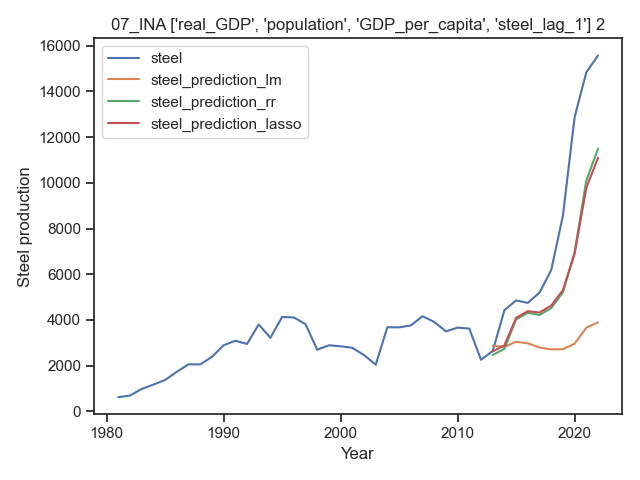 07_INA ['real_GDP', 'population', 'GDP_per_capita', 'steel_lag_1'] 2
steel
steel_prediction_lm
steel_prediction_rr
steel_prediction_lasso
Steel production
16000
14000
12000
10000
8000
6000
4000
2000
0
1980
1990
2000
2010
2020
Year